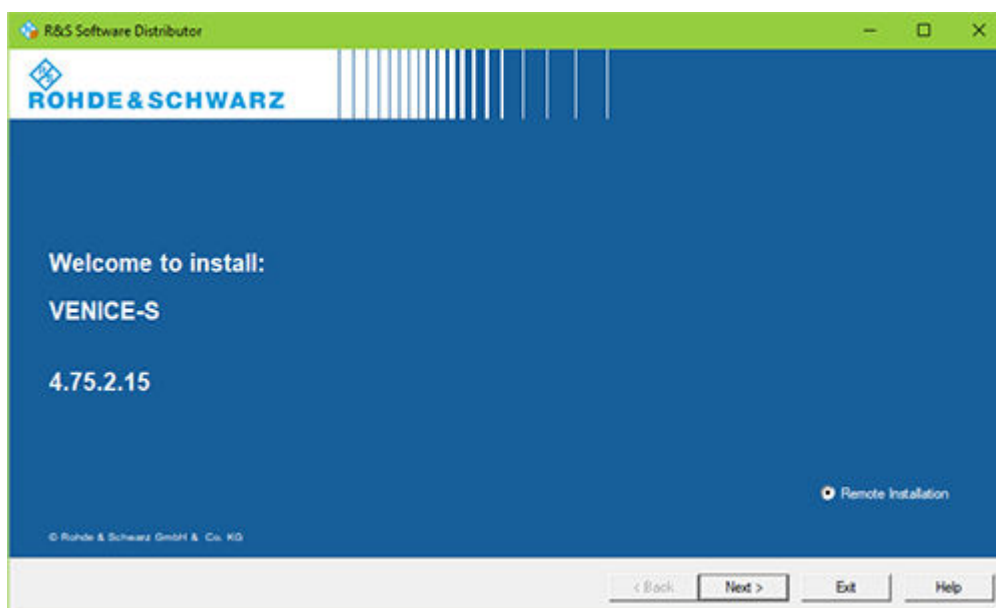 R&S Software Distributor
ROHDE&SCHWARZ
Welcome to install:
VENICE-S
4.75.2.15
Remote Installation
© Rohde & Schwarz GmbH & Co. KG
< Back
Next >
Exit
Help